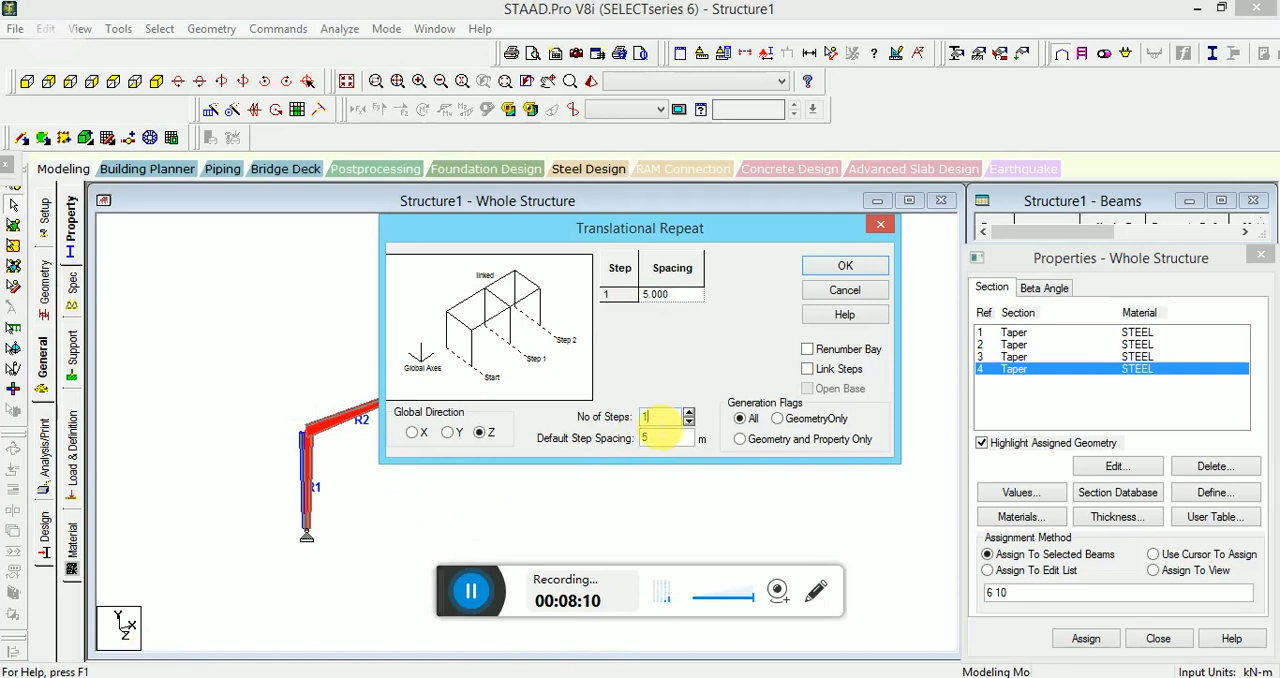 STAAD.Pro V8i (SELECTseries 6) - Structure1
File Edit View Tools Select Geometry Commands Analyze Mode Window Help
Modeling Building Planner Piping Bridge Deck Postprocessing Foundation Design Steel Design RAM Connection Concrete Design Advanced Slab Design Earthquake
Structure1 - Whole Structure
Structure1 - Beams
Translational Repeat
Properties - Whole Structure
Setup
Geometry
General
Analysis/Print
Design
Property
Spec
Support
Load & Definition
Material
linked
Step 2
Step 1
Start
Global Axes
Step Spacing
1 5.000
OK
Cancel
Help
Renumber Bay
Link Steps
Open Base
Global Direction
X Y Z
No of Steps: 1
Default Step Spacing: 5 m
Generation Flags
All GeometryOnly
Geometry and Property Only
R2
R1
Y
X
Z
Section Beta Angle
Ref Section Material
1 Taper STEEL
2 Taper STEEL
3 Taper STEEL
4 Taper STEEL
Highlight Assigned Geometry
Edit... Delete...
Values... Section Database Define...
Materials... Thickness... User Table...
Assignment Method
Assign To Selected Beams Use Cursor To Assign
Assign To Edit List Assign To View
6 10
Assign Close Help
Recording...
00:08:10
For Help, press F1
Modeling Mo Input Units: kN-m